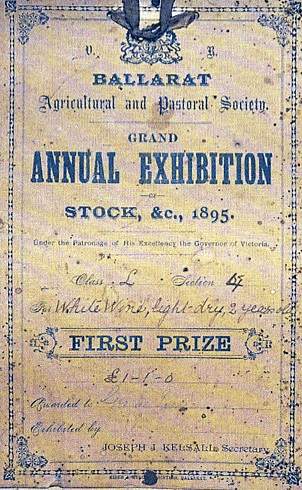 V. R.
BALLARAT
Agricultural and Pastoral Society.
GRAND
ANNUAL EXHIBITION
OF
STOCK, &c., 1895.
Under the Patronage of His Excellency the Governor of Victoria.
Class L Section 4
For White Wine, light dry, 2 years old
FIRST PRIZE
£1-1-0
Awarded to
Exhibited by
JOSEPH J KELSALL, Secretary.